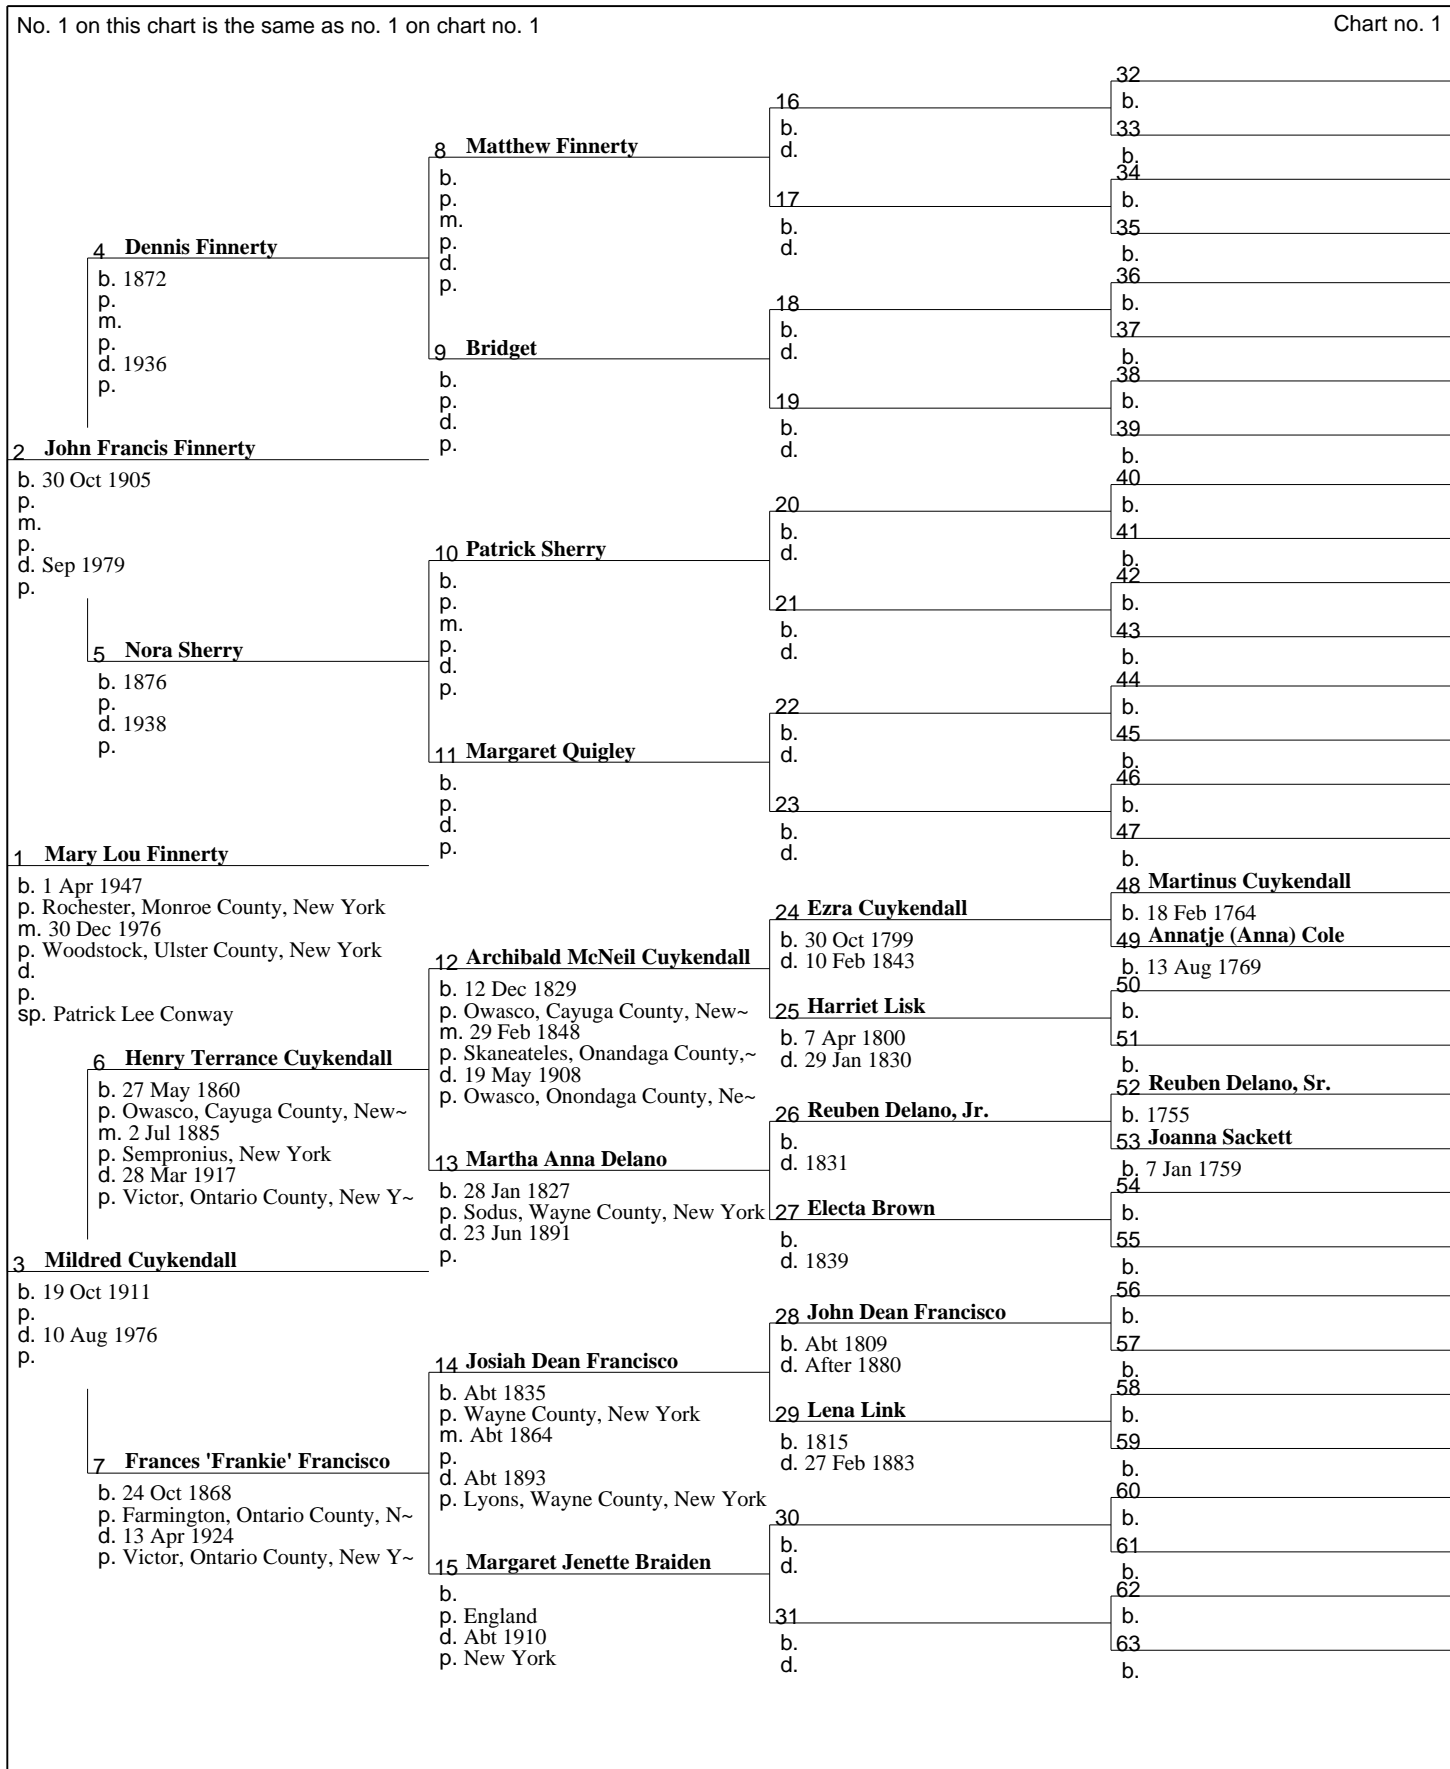 No. 1 on this chart is the same as no. 1 on chart no. 1
Chart no. 1
1 Mary Lou Finnerty
b. 1 Apr 1947
p. Rochester, Monroe County, New York
m. 30 Dec 1976
p. Woodstock, Ulster County, New York
d.
p.
sp. Patrick Lee Conway
2 John Francis Finnerty
b. 30 Oct 1905
p.
m.
p.
d. Sep 1979
p.
3 Mildred Cuykendall
b. 19 Oct 1911
p.
d. 10 Aug 1976
p.
4 Dennis Finnerty
b. 1872
p.
m.
p.
d. 1936
p.
5 Nora Sherry
b. 1876
p.
d. 1938
p.
6 Henry Terrance Cuykendall
b. 27 May 1860
p. Owasco, Cayuga County, New~
m. 2 Jul 1885
p. Sempronius, New York
d. 28 Mar 1917
p. Victor, Ontario County, New Y~
7 Frances 'Frankie' Francisco
b. 24 Oct 1868
p. Farmington, Ontario County, N~
d. 13 Apr 1924
p. Victor, Ontario County, New Y~
8 Matthew Finnerty
b.
p.
m.
p.
d.
p.
9 Bridget
b.
p.
d.
p.
10 Patrick Sherry
b.
p.
m.
p.
d.
p.
11 Margaret Quigley
b.
p.
d.
p.
12 Archibald McNeil Cuykendall
b. 12 Dec 1829
p. Owasco, Cayuga County, New~
m. 29 Feb 1848
p. Skaneateles, Onandaga County,~
d. 19 May 1908
p. Owasco, Onondaga County, Ne~
13 Martha Anna Delano
b. 28 Jan 1827
p. Sodus, Wayne County, New York
d. 23 Jun 1891
p.
14 Josiah Dean Francisco
b. Abt 1835
p. Wayne County, New York
m. Abt 1864
p.
d. Abt 1893
p. Lyons, Wayne County, New York
15 Margaret Jenette Braiden
b.
p. England
d. Abt 1910
p. New York
16
b.
d.
17
b.
d.
18
b.
d.
19
b.
d.
20
b.
d.
21
b.
d.
22
b.
d.
23
b.
d.
24 Ezra Cuykendall
b. 30 Oct 1799
d. 10 Feb 1843
25 Harriet Lisk
b. 7 Apr 1800
d. 29 Jan 1830
26 Reuben Delano, Jr.
b.
d. 1831
27 Electa Brown
b.
d. 1839
28 John Dean Francisco
b. Abt 1809
d. After 1880
29 Lena Link
b. 1815
d. 27 Feb 1883
30
b.
d.
31
b.
d.
32
b.
33
b.
34
b.
35
b.
36
b.
37
b.
38
b.
39
b.
40
b.
41
b.
42
b.
43
b.
44
b.
45
b.
46
b.
47
b.
48 Martinus Cuykendall
b. 18 Feb 1764
49 Annatje (Anna) Cole
b. 13 Aug 1769
50
b.
51
b.
52 Reuben Delano, Sr.
b. 1755
53 Joanna Sackett
b. 7 Jan 1759
54
b.
55
b.
56
b.
57
b.
58
b.
59
b.
60
b.
61
b.
62
b.
63
b.